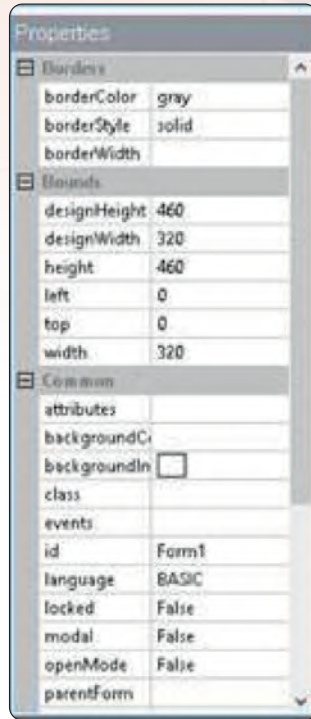 Properties
Borders
borderColor gray
borderStyle solid
borderWidth
Bounds
designHeight 460
designWidth 320
height 460
left 0
top 0
width 320
Common
attributes
backgroundC
backgroundIn
class
events
id Form1
language BASIC
locked False
modal False
openMode False
parentForm